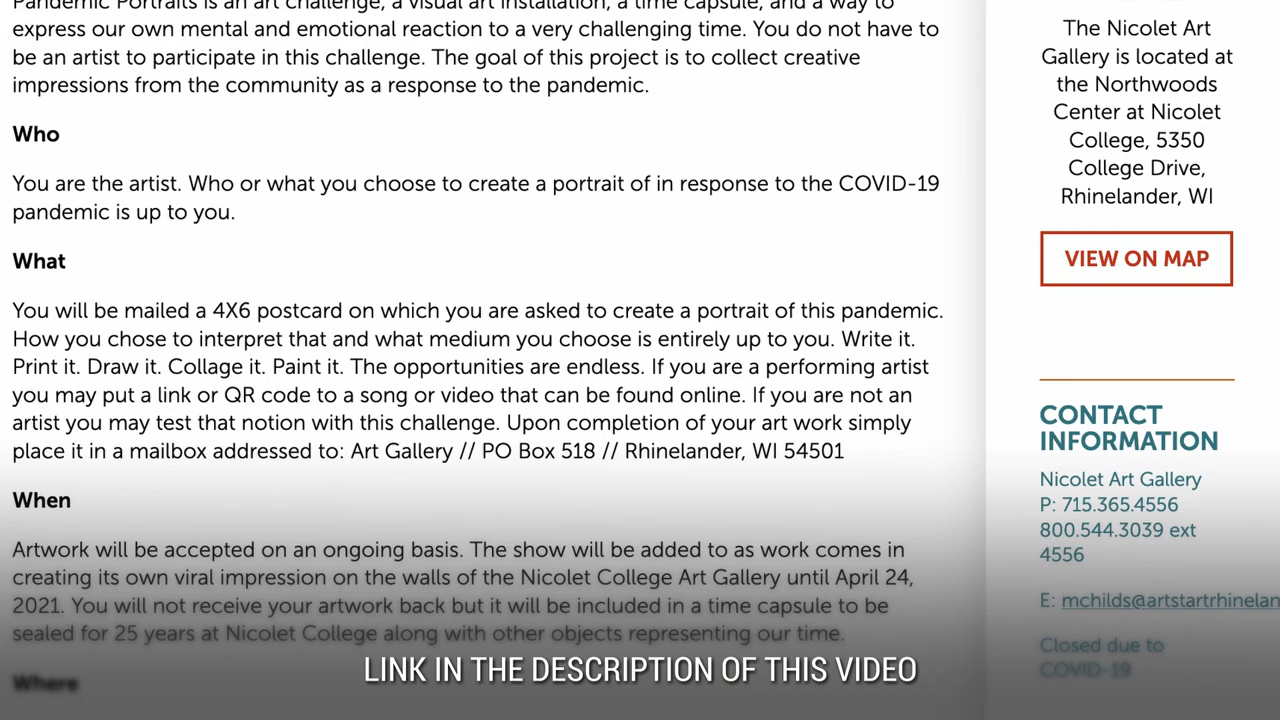 Pandemic Portraits is an art challenge, a visual art installation, a time capsule, and a way to
express our own mental and emotional reaction to a very challenging time. You do not have to
be an artist to participate in this challenge. The goal of this project is to collect creative
impressions from the community as a response to the pandemic.
Who
You are the artist. Who or what you choose to create a portrait of in response to the COVID-19
pandemic is up to you.
What
You will be mailed a 4X6 postcard on which you are asked to create a portrait of this pandemic.
How you chose to interpret that and what medium you choose is entirely up to you. Write it.
Print it. Draw it. Collage it. Paint it. The opportunities are endless. If you are a performing artist
you may put a link or QR code to a song or video that can be found online. If you are not an
artist you may test that notion with this challenge. Upon completion of your art work simply
place it in a mailbox addressed to: Art Gallery // PO Box 518 // Rhinelander, WI 54501
When
Artwork will be accepted on an ongoing basis. The show will be added to as work comes in
creating its own viral impression on the walls of the Nicolet College Art Gallery until April 24,
2021. You will not receive your artwork back but it will be included in a time capsule to be
sealed for 25 years at Nicolet College along with other objects representing our time.
Where
The Nicolet Art
Gallery is located at
the Northwoods
Center at Nicolet
College, 5350
College Drive,
Rhinelander, WI
VIEW ON MAP
CONTACT
INFORMATION
Nicolet Art Gallery
P: 715.365.4556
800.544.3039 ext
4556
E: mchilds@artstartrhinelan
Closed due to
COVID-19
LINK IN THE DESCRIPTION OF THIS VIDEO